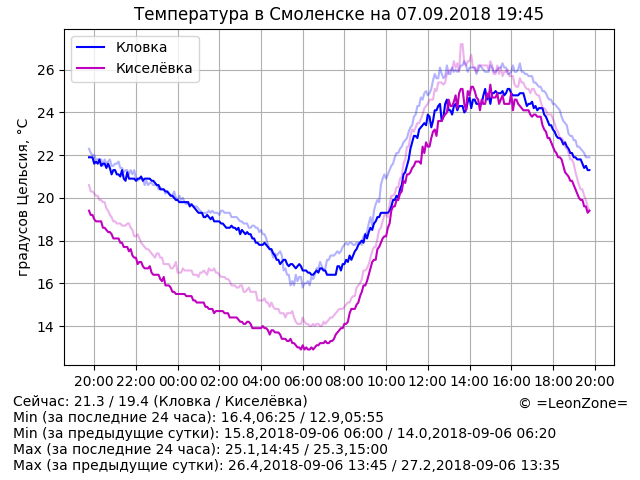 Температура в Смоленске на 07.09.2018 19:45
Кловка
Киселёвка
градусов Цельсия, °C
26
24
22
20
18
16
14
20:00 22:00 00:00 02:00 04:00 06:00 08:00 10:00 12:00 14:00 16:00 18:00 20:00
Сейчас: 21.3 / 19.4 (Кловка / Киселёвка)
© =LeonZone=
Min (за последние 24 часа): 16.4,06:25 / 12.9,05:55
Min (за предыдущие сутки): 15.8,2018-09-06 06:00 / 14.0,2018-09-06 06:20
Max (за последние 24 часа): 25.1,14:45 / 25.3,15:00
Max (за предыдущие сутки): 26.4,2018-09-06 13:45 / 27.2,2018-09-06 13:35